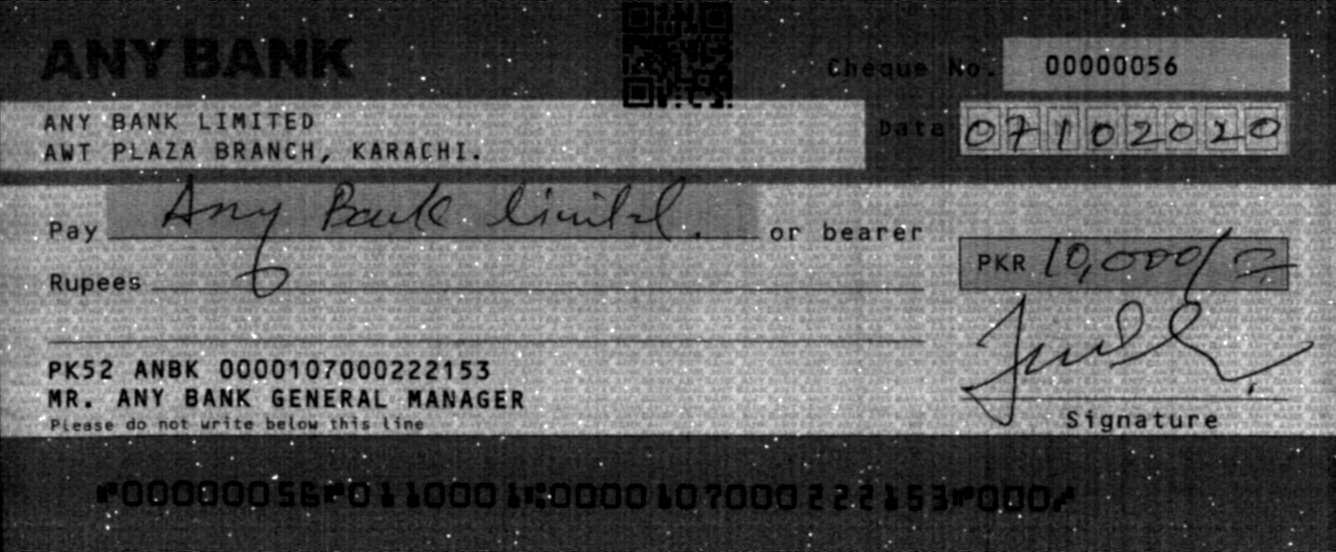 ANY BANK
Cheque No. 00000056
ANY BANK LIMITED
AWT PLAZA BRANCH, KARACHI.
Data 07102020
Pay Any Bank limited. or bearer
PKR 10,000/=
Rupees
PK52 ANBK 0000107000222153
MR. ANY BANK GENERAL MANAGER
Please do not write below this line
Signature
⑈00000056⑈0110001⑆0000107000222153⑈000⑇